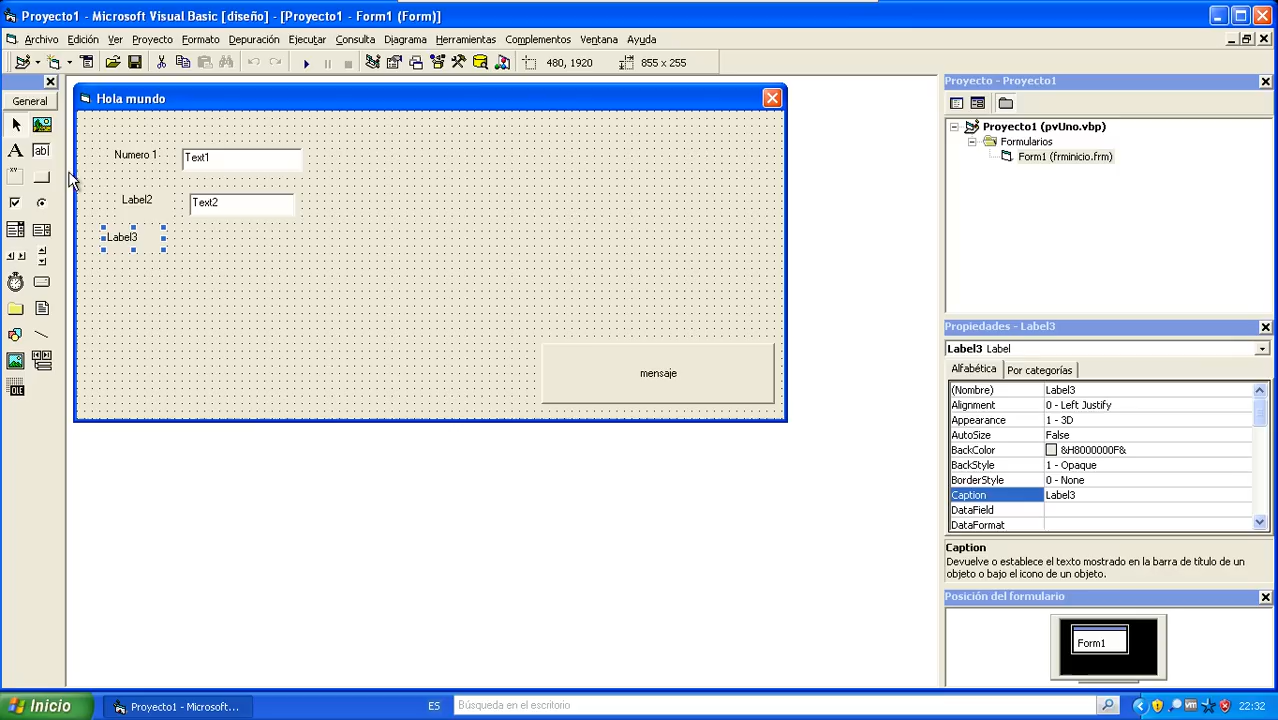 Proyecto1 - Microsoft Visual Basic [diseño] - [Proyecto1 - Form1 (Form)]
Archivo Edición Ver Proyecto Formato Depuración Ejecutar Consulta Diagrama Herramientas Complementos Ventana Ayuda
480, 1920 855 x 255
General
A
ab|
xv
OLE
Hola mundo
Numero 1 Text1
Label2 Text2
Label3
mensaje
Proyecto - Proyecto1
Proyecto1 (pvUno.vbp)
Formularios
Form1 (frminicio.frm)
Propiedades - Label3
Label3 Label
Alfabética Por categorías
(Nombre) Label3
Alignment 0 - Left Justify
Appearance 1 - 3D
AutoSize False
BackColor &H8000000F&
BackStyle 1 - Opaque
BorderStyle 0 - None
Caption Label3
DataField
DataFormat
Caption
Devuelve o establece el texto mostrado en la barra de título de un
objeto o bajo el icono de un objeto.
Posición del formulario
Form1
Inicio Proyecto1 - Microsoft... ES Búsqueda en el escritorio 22:32